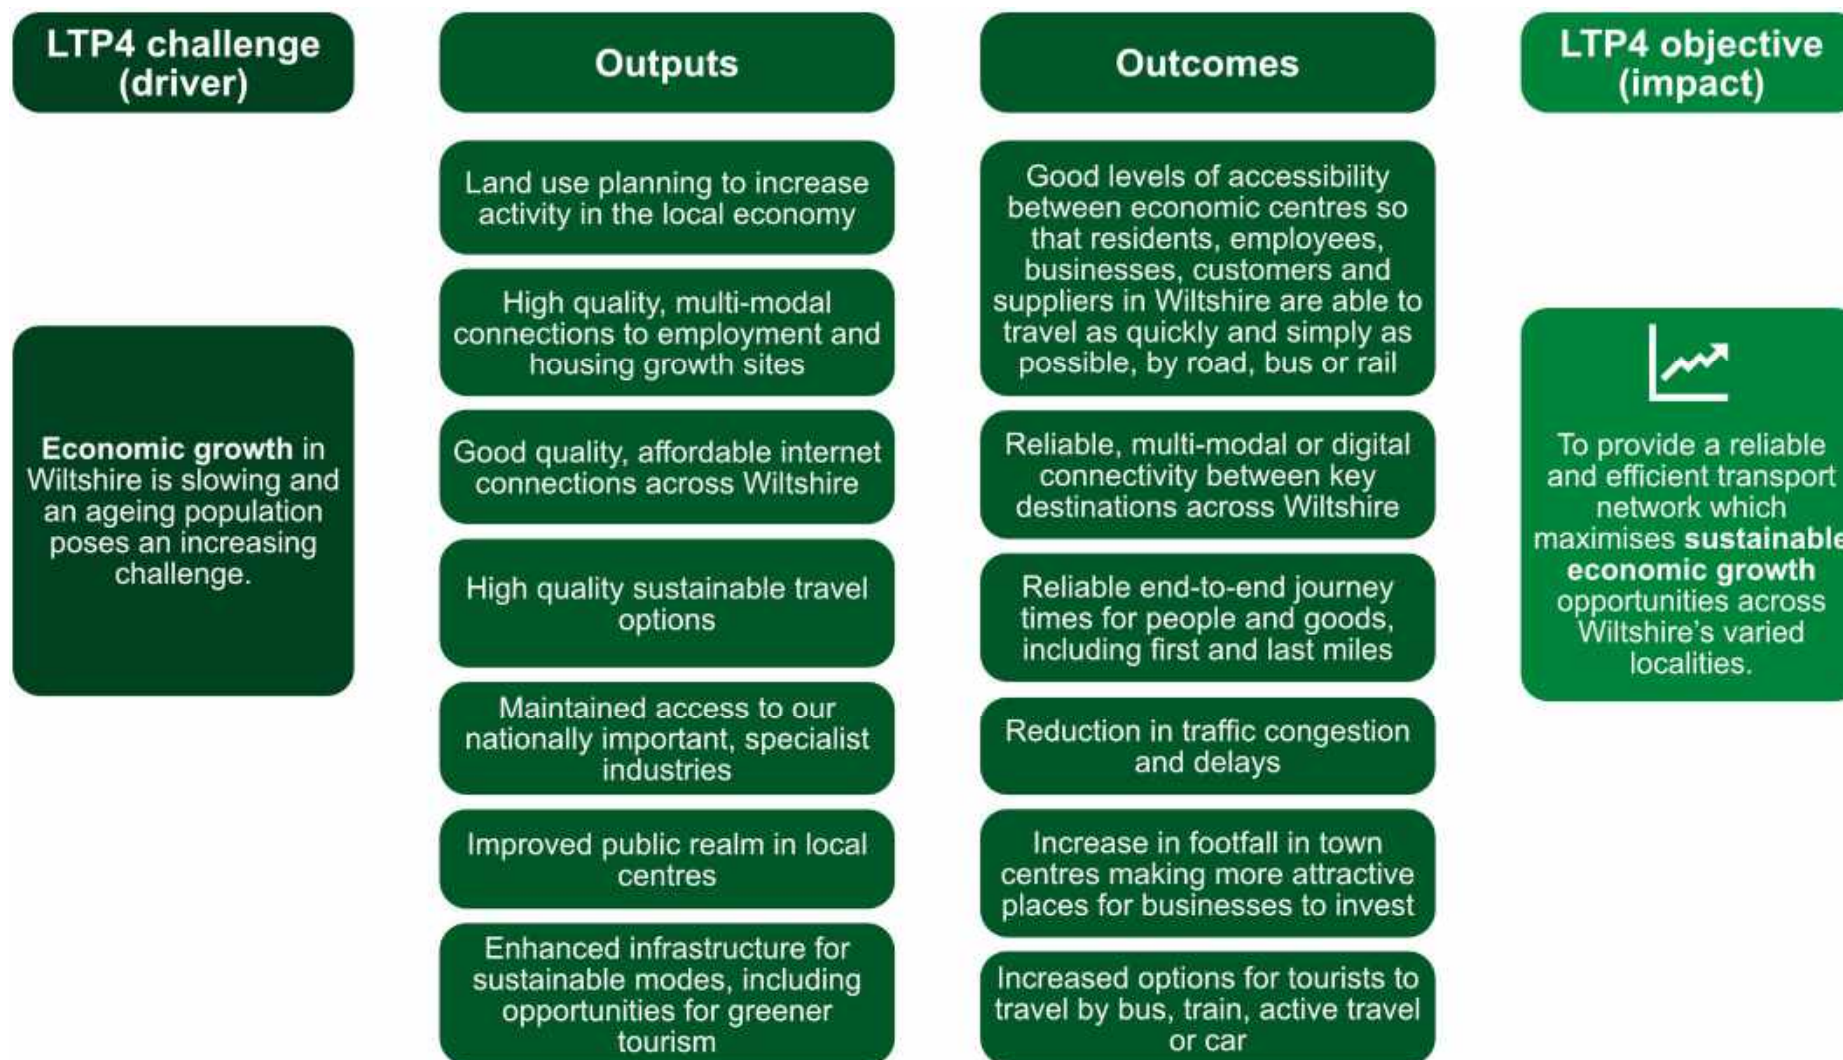 LTP4 challenge
(driver)
Outputs
Outcomes
LTP4 objective
(impact)
Economic growth in
Wiltshire is slowing and
an ageing population
poses an increasing
challenge.
Land use planning to increase
activity in the local economy
High quality, multi-modal
connections to employment and
housing growth sites
Good quality, affordable internet
connections across Wiltshire
High quality sustainable travel
options
Maintained access to our
nationally important, specialist
industries
Improved public realm in local
centres
Enhanced infrastructure for
sustainable modes, including
opportunities for greener
tourism
Good levels of accessibility
between economic centres so
that residents, employees,
businesses, customers and
suppliers in Wiltshire are able to
travel as quickly and simply as
possible, by road, bus or rail
Reliable, multi-modal or digital
connectivity between key
destinations across Wiltshire
Reliable end-to-end journey
times for people and goods,
including first and last miles
Reduction in traffic congestion
and delays
Increase in footfall in town
centres making more attractive
places for businesses to invest
Increased options for tourists to
travel by bus, train, active travel
or car
To provide a reliable
and efficient transport
network which
maximises sustainable
economic growth
opportunities across
Wiltshire's varied
localities.